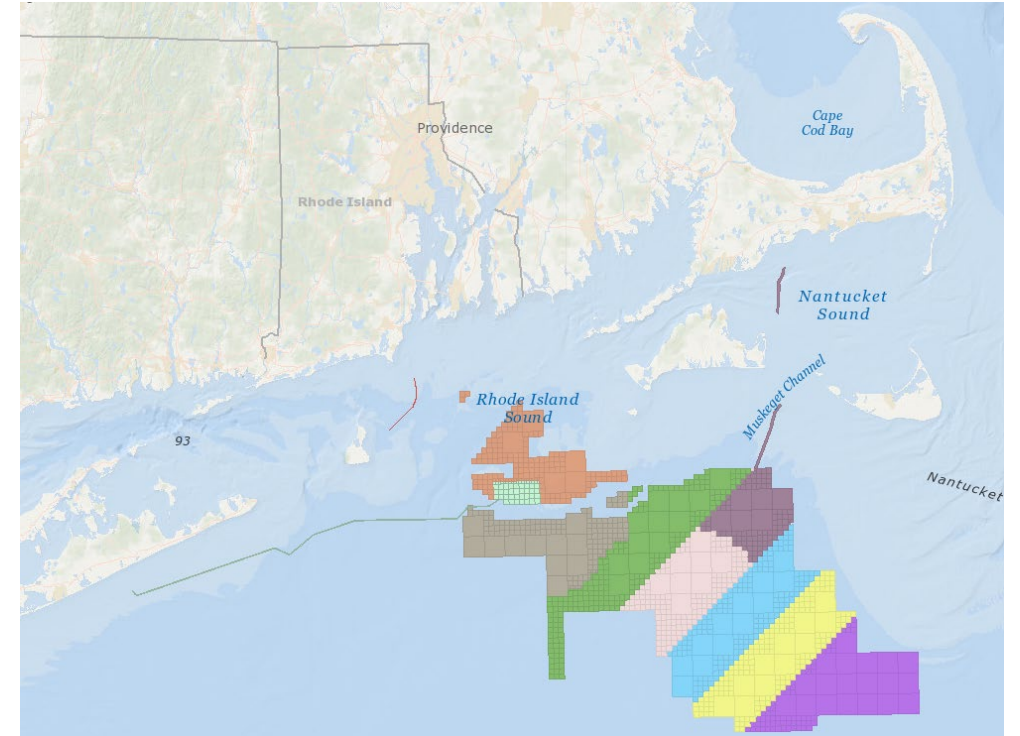 Providence
Cape
Cod Bay
Rhode Island
Nantucket
Sound
Muskeget Channel
Rhode Island
Sound
93
Nantucket